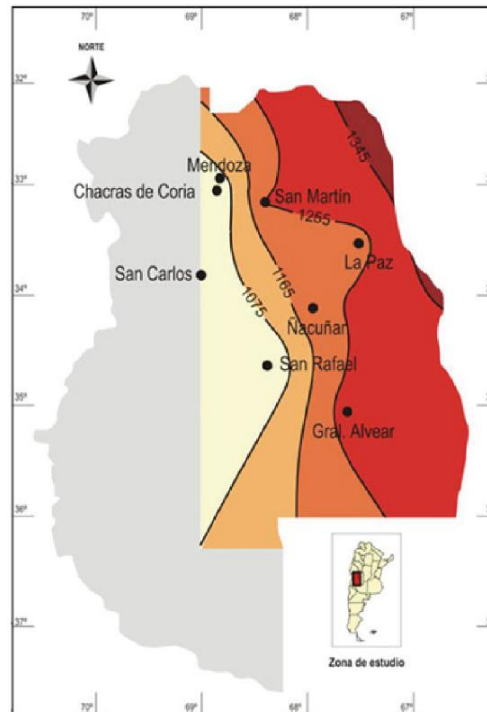 70° 69° 68° 67°
NORTE
32°
33°
34°
35°
36°
37°
1345
Mendoza
Chacras de Coria
San Martín
1255
La Paz
San Carlos
1165
1075
Ñacuñan
San Rafael
Gral. Alvear
Zona de estudio
70° 69° 68° 67°